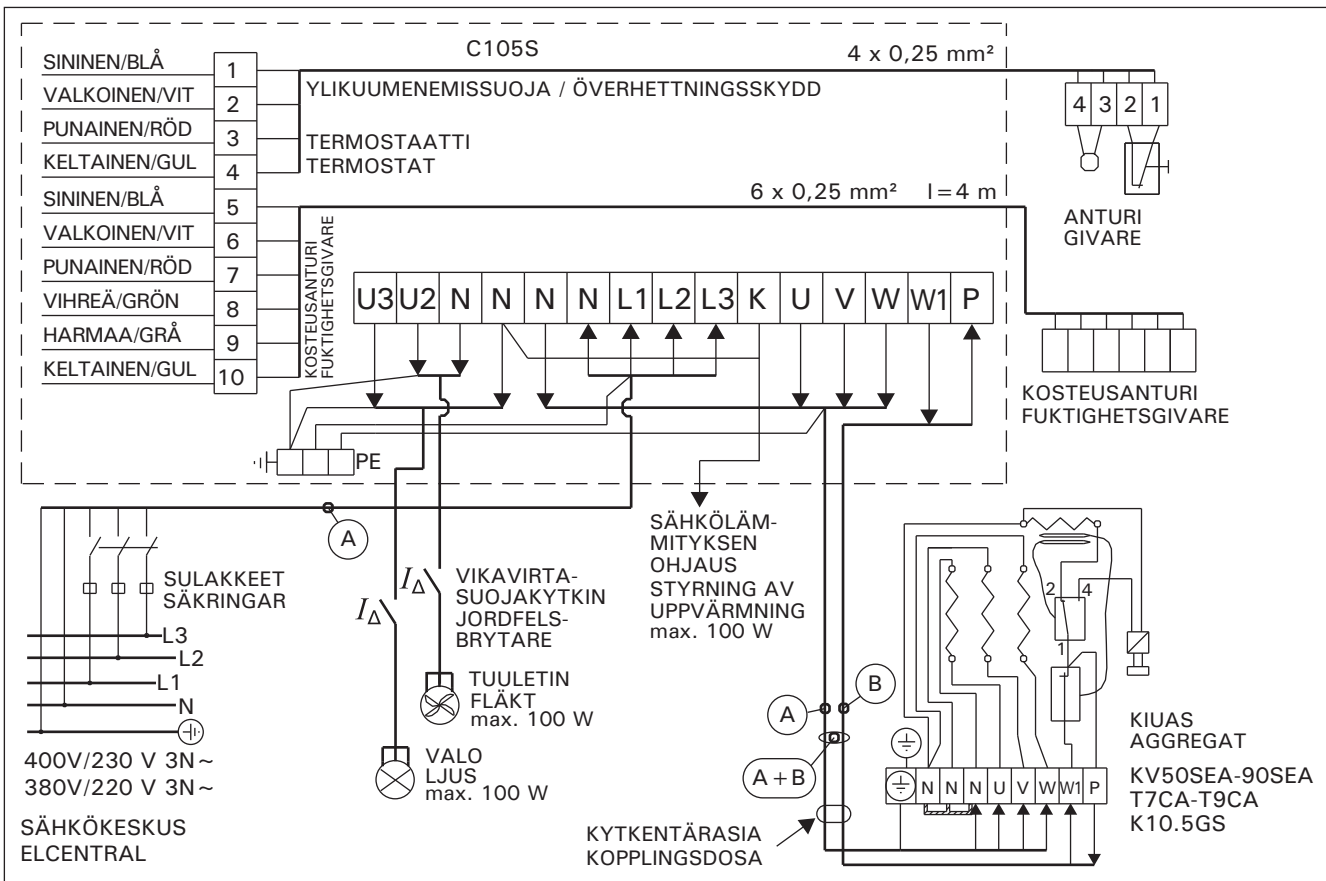 C105S
4 x 0,25 mm²
SININEN/BLÅ 1
VALKOINEN/VIT 2
PUNAINEN/RÖD 3
KELTAINEN/GUL 4
SININEN/BLÅ 5
VALKOINEN/VIT 6
PUNAINEN/RÖD 7
VIHREÄ/GRÖN 8
HARMAA/GRÅ 9
KELTAINEN/GUL 10
YLIKUUMENEMISSUOJA / ÖVERHETTNINGSSKYDD
TERMOSTAATTI
TERMOSTAT
4 3 2 1
ANTURI
GIVARE
6 x 0,25 mm² l=4 m
KOSTEUSANTURI
FUKTIGHETSGIVARE
U3 U2 N N N N L1 L2 L3 K U V W W1 P
KOSTEUSANTURI
FUKTIGHETSGIVARE
PE
A
SULAKKEET
SÄKRINGAR
L3
L2
L1
N
400V/230 V 3N~
380V/220 V 3N~
SÄHKÖKESKUS
ELCENTRAL
I∆
I∆
VIKAVIRTA-
SUOJAKYTKIN
JORDFELS-
BRYTARE
TUULETIN
FLÄKT
max. 100 W
VALO
LJUS
max. 100 W
SÄHKÖLÄM-
MITYKSEN
OHJAUS
STYRNING AV
UPPVÄRMNING
max. 100 W
A
B
A+B
KYTKENTÄRASIA
KOPPLINGSDOSA
2 4
1
N N N U V W W1 P
KIUAS
AGGREGAT
KV50SEA-90SEA
T7CA-T9CA
K10.5GS